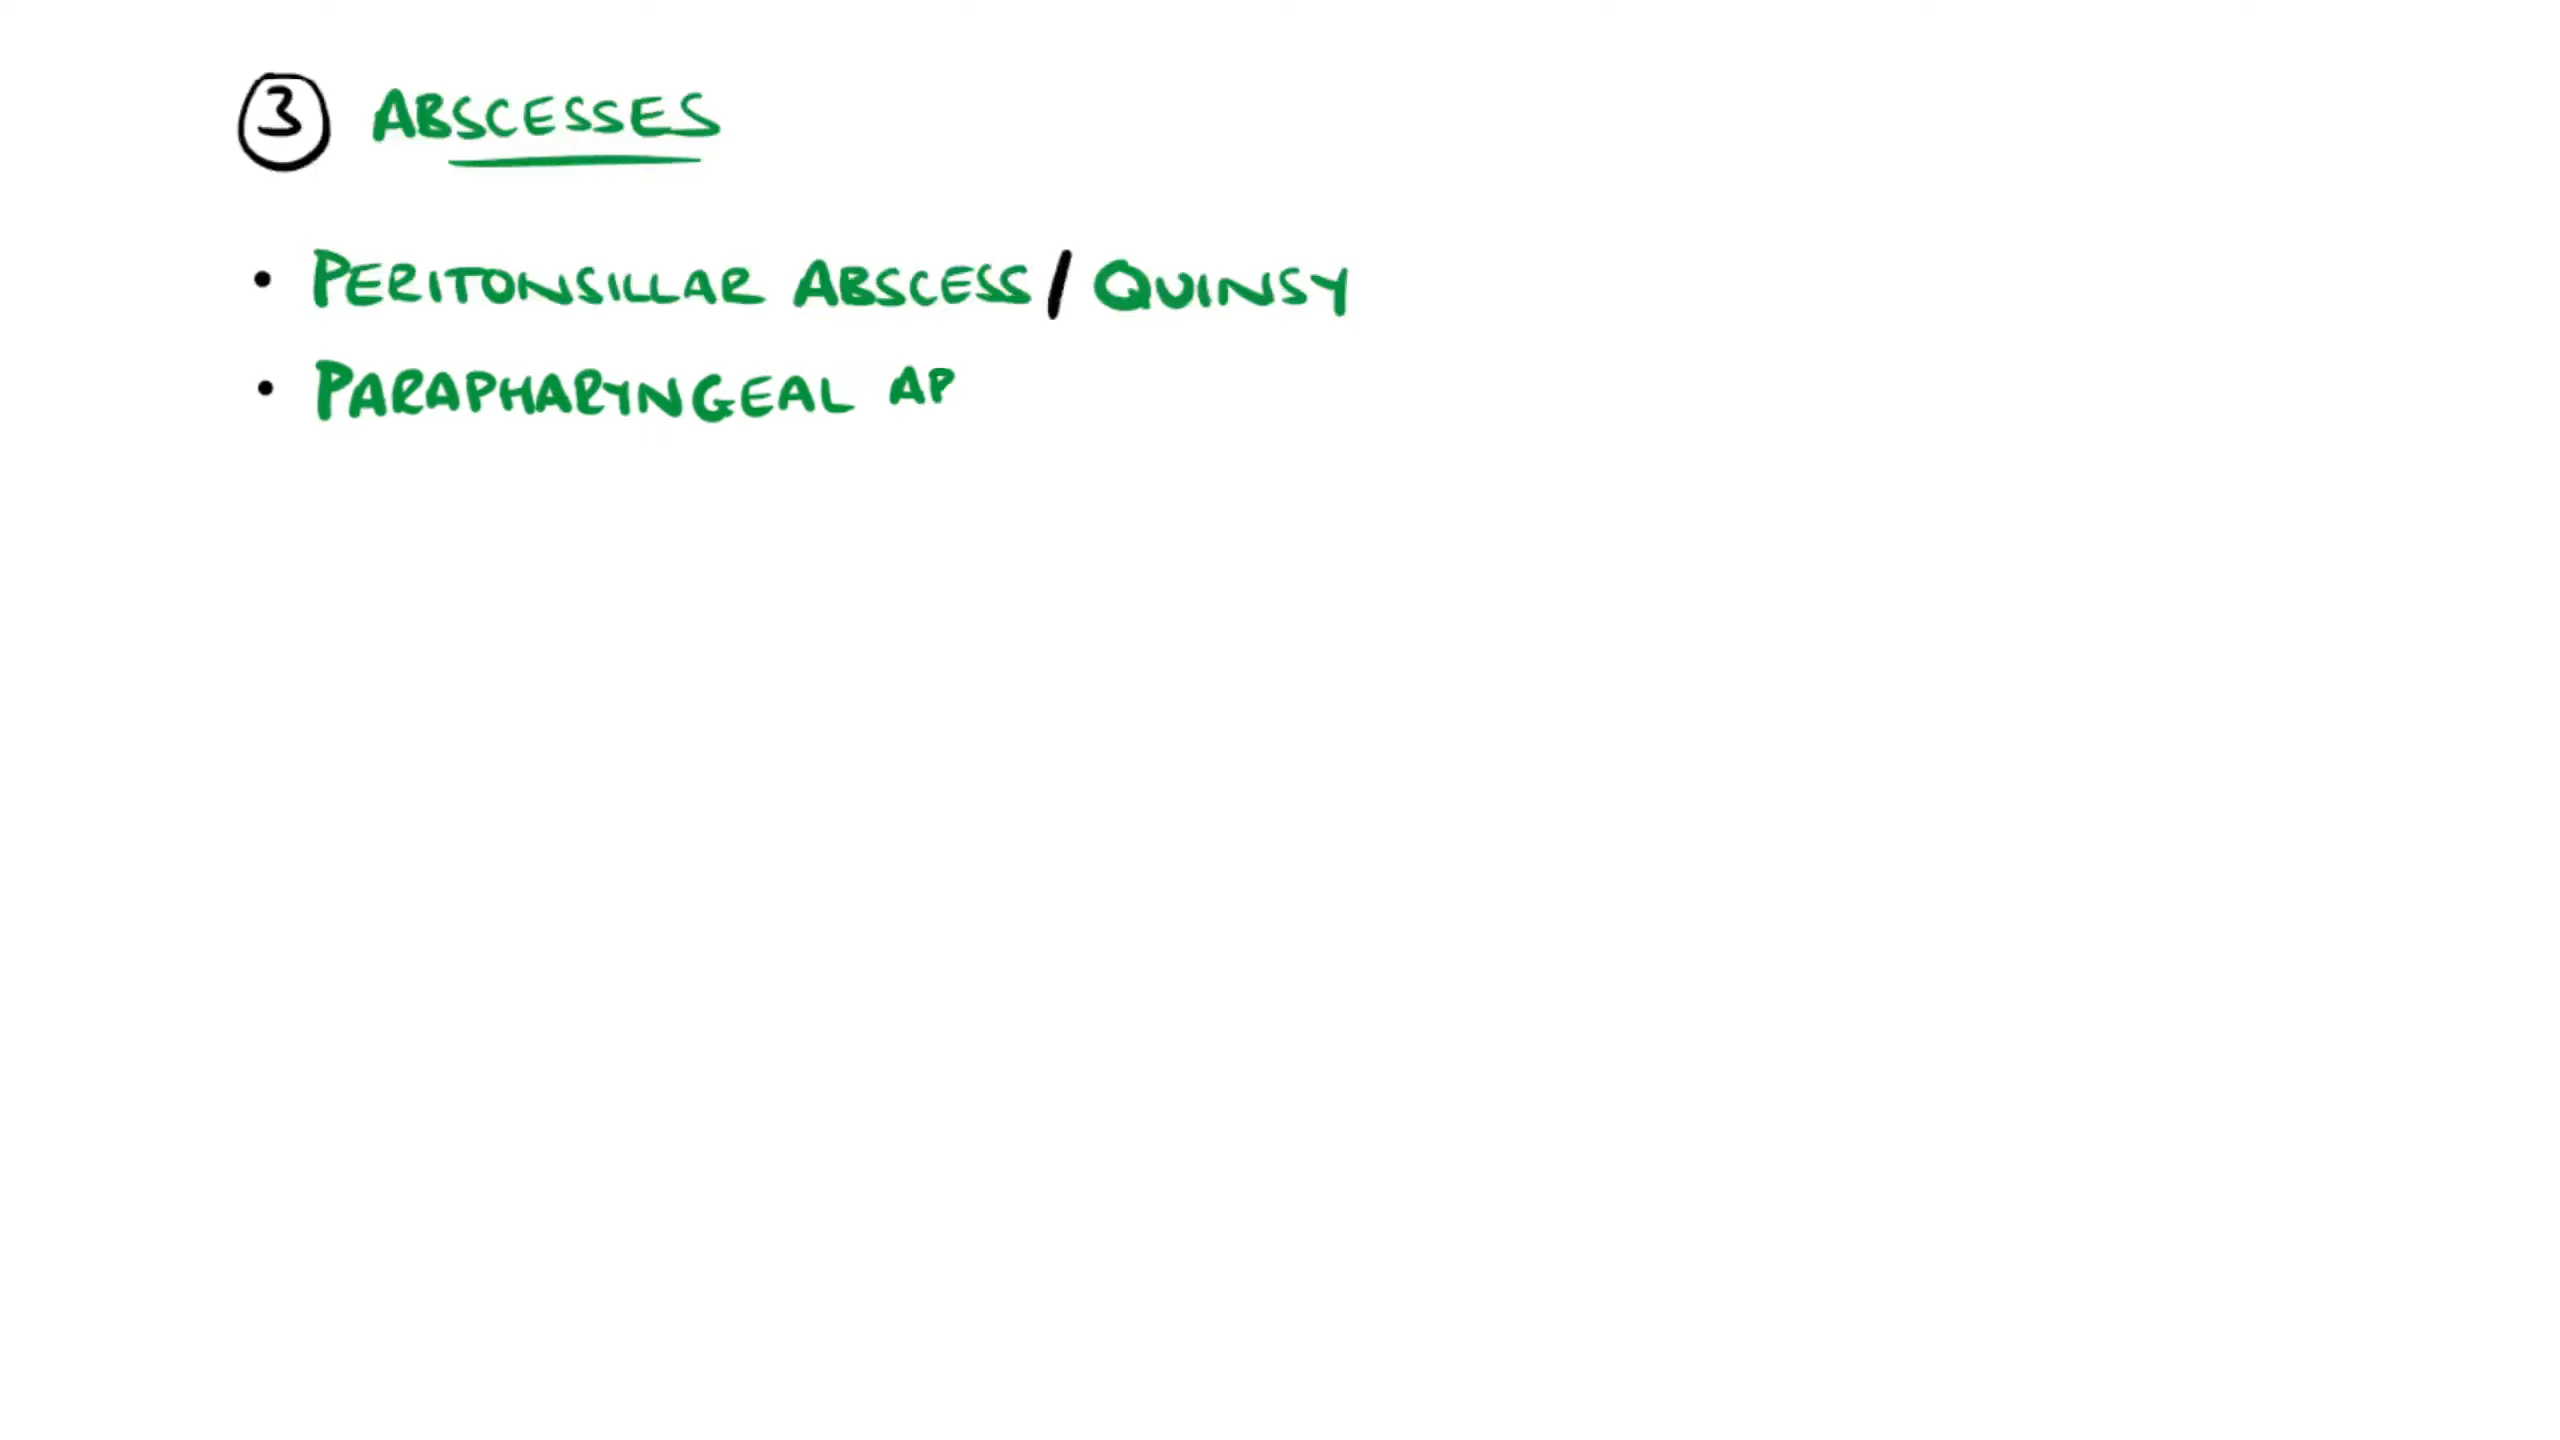 ③ ABSCESSES
• PERITONSILLAR ABSCESS/QUINSY
• PARAPHARYNGEAL AP